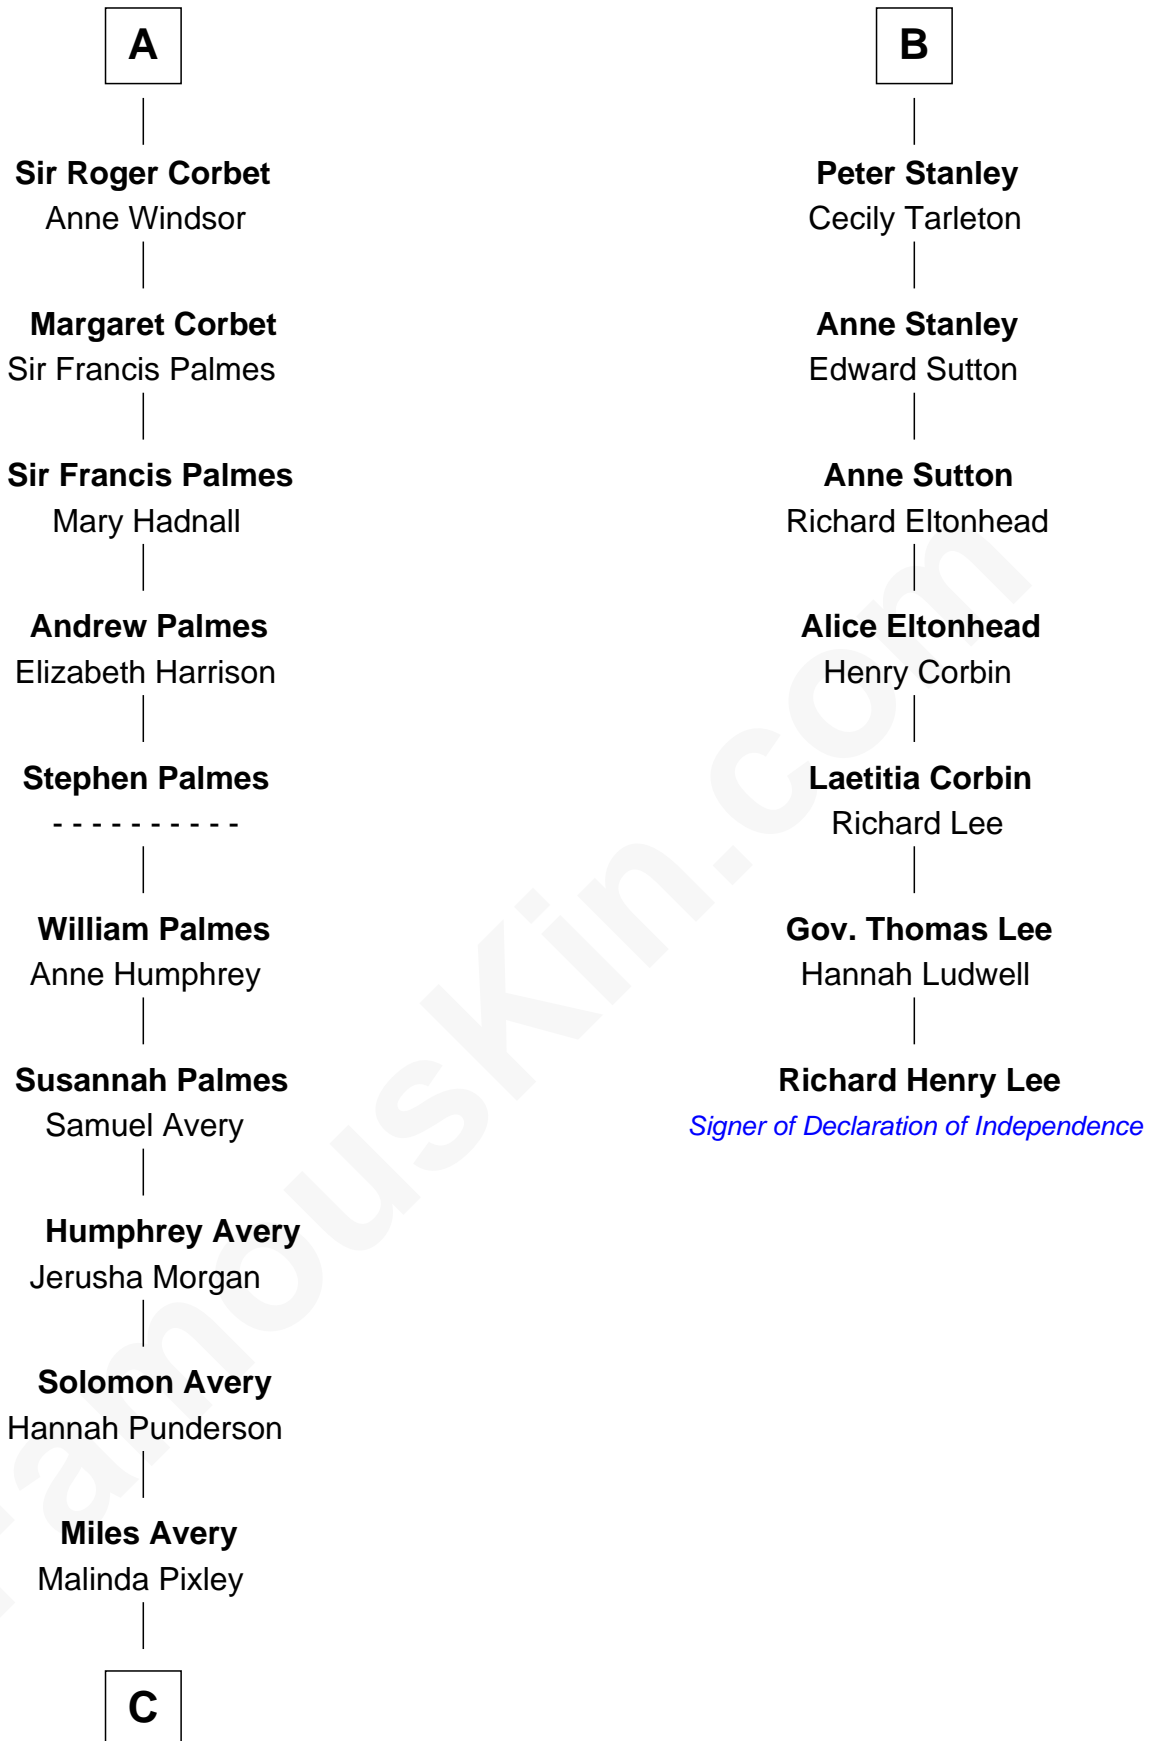 A
Sir Roger Corbet
Anne Windsor
Margaret Corbet
Sir Francis Palmes
Sir Francis Palmes
Mary Hadnall
Andrew Palmes
Elizabeth Harrison
Stephen Palmes
- - - - - - - - - -
William Palmes
Anne Humphrey
Susannah Palmes
Samuel Avery
Humphrey Avery
Jerusha Morgan
Solomon Avery
Hannah Punderson
Miles Avery
Malinda Pixley
C
B
Peter Stanley
Cecily Tarleton
Anne Stanley
Edward Sutton
Anne Sutton
Richard Eltonhead
Alice Eltonhead
Henry Corbin
Laetitia Corbin
Richard Lee
Gov. Thomas Lee
Hannah Ludwell
Richard Henry Lee
Signer of Declaration of Independence
FamousKin.com